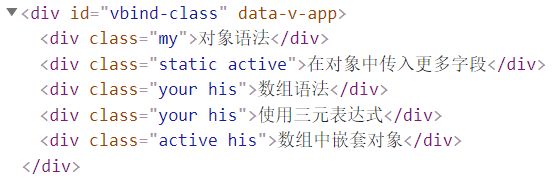 ▼<div id="vbind-class" data-v-app>
<div class="my">对象语法</div>
<div class="static active">在对象中传入更多字段</div>
<div class="your his">数组语法</div>
<div class="your his">使用三元表达式</div>
<div class="active his">数组中嵌套对象</div>
</div>